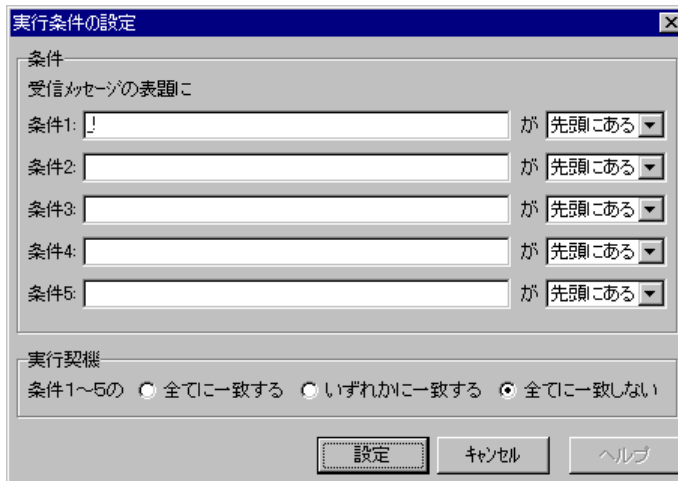 実行条件の設定
条件
受信ﾒｯｾｰｼﾞの表題に
条件1: _! が 先頭にある
条件2: が 先頭にある
条件3: が 先頭にある
条件4: が 先頭にある
条件5: が 先頭にある
実行契機
条件1～5の 全てに一致する いずれかに一致する 全てに一致しない
設定 ｷｬﾝｾﾙ ヘルプ